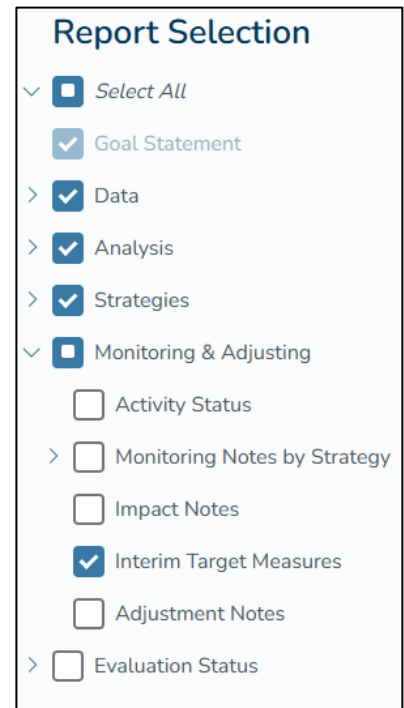 Report Selection
Select All
Goal Statement
Data
Analysis
Strategies
Monitoring & Adjusting
Activity Status
Monitoring Notes by Strategy
Impact Notes
Interim Target Measures
Adjustment Notes
Evaluation Status